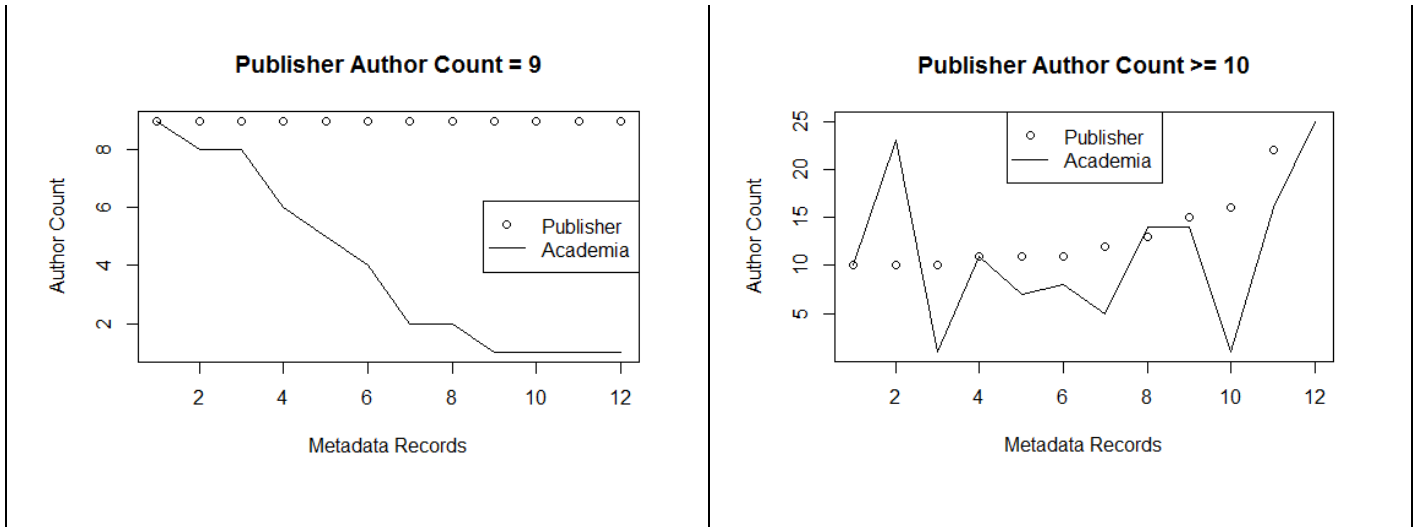 Publisher Author Count = 9
Author Count
8
6
4
2
Publisher
Academia
2 4 6 8 10 12
Metadata Records
Publisher Author Count >= 10
Author Count
25
20
15
10
5
Publisher
Academia
2 4 6 8 10 12
Metadata Records